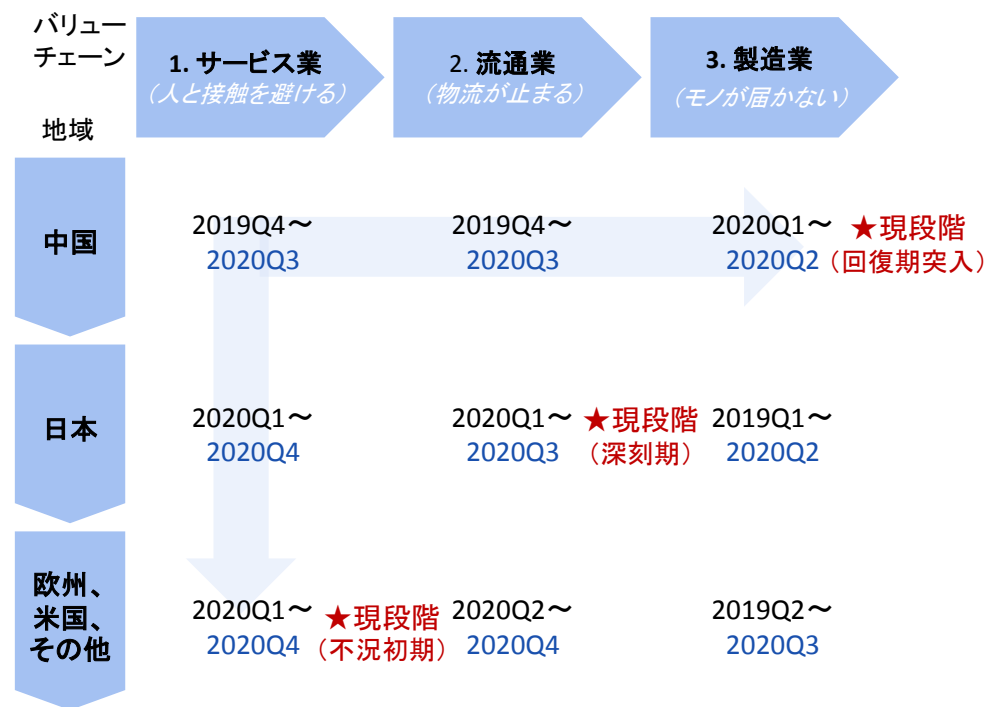 バリュー
チェーン
1. サービス業
（人と接触を避ける）
2. 流通業
（物流が止まる）
3. 製造業
（モノが届かない）
地域
中国
2019Q4～
2020Q3
2019Q4～
2020Q3
2020Q1～
2020Q2
★現段階
（回復期突入）
日本
2020Q1～
2020Q4
2020Q1～
2020Q3
★現段階
（深刻期）
2019Q1～
2020Q2
欧州、
米国、
その他
2020Q1～
2020Q4
★現段階
（不況初期）
2020Q2～
2020Q4
2019Q2～
2020Q3